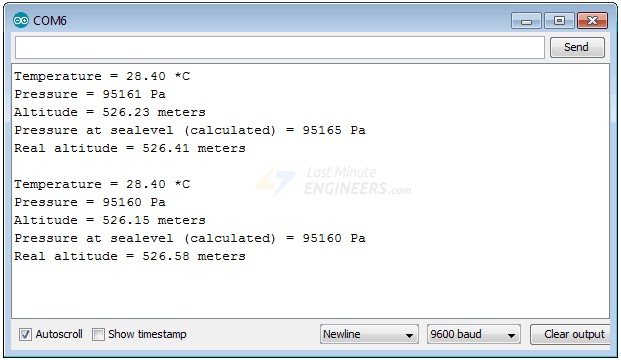 COM6
Send
Temperature = 28.40 *C
Pressure = 95161 Pa
Altitude = 526.23 meters
Pressure at sealevel (calculated) = 95165 Pa
Real altitude = 526.41 meters
Last Minute
ENGINEERS.com
Temperature = 28.40 *C
Pressure = 95160 Pa
Altitude = 526.15 meters
Pressure at sealevel (calculated) = 95160 Pa
Real altitude = 526.58 meters
Autoscroll Show timestamp Newline 9600 baud Clear output